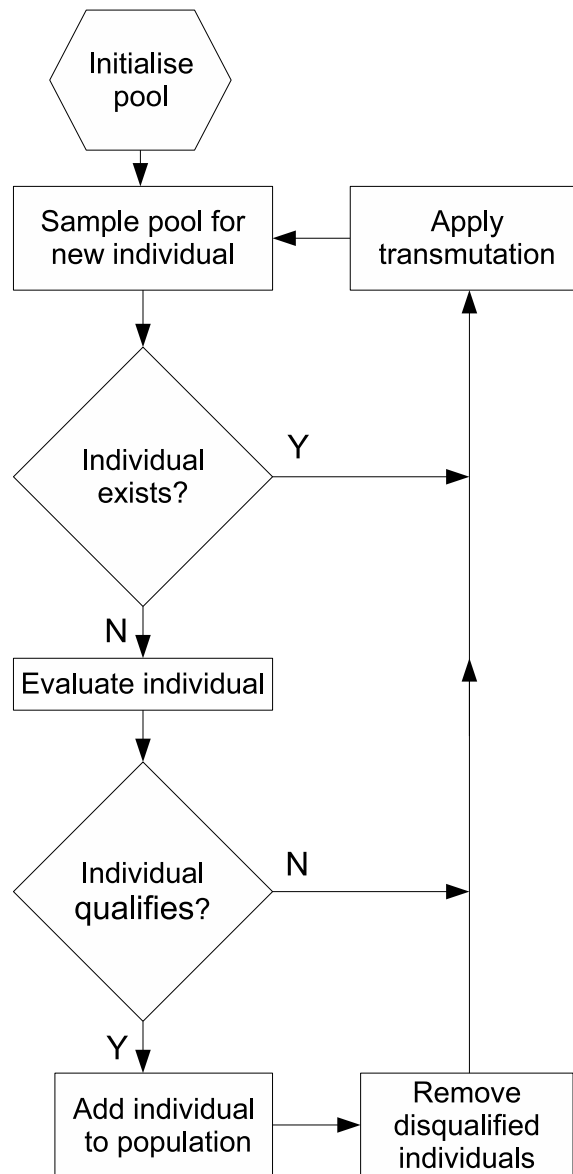 Initialise
pool
Sample pool for
new individual
Apply
transmutation
Individual
exists?
Y
N
Evaluate individual
Individual
qualifies?
N
Y
Add individual
to population
Remove
disqualified
individuals